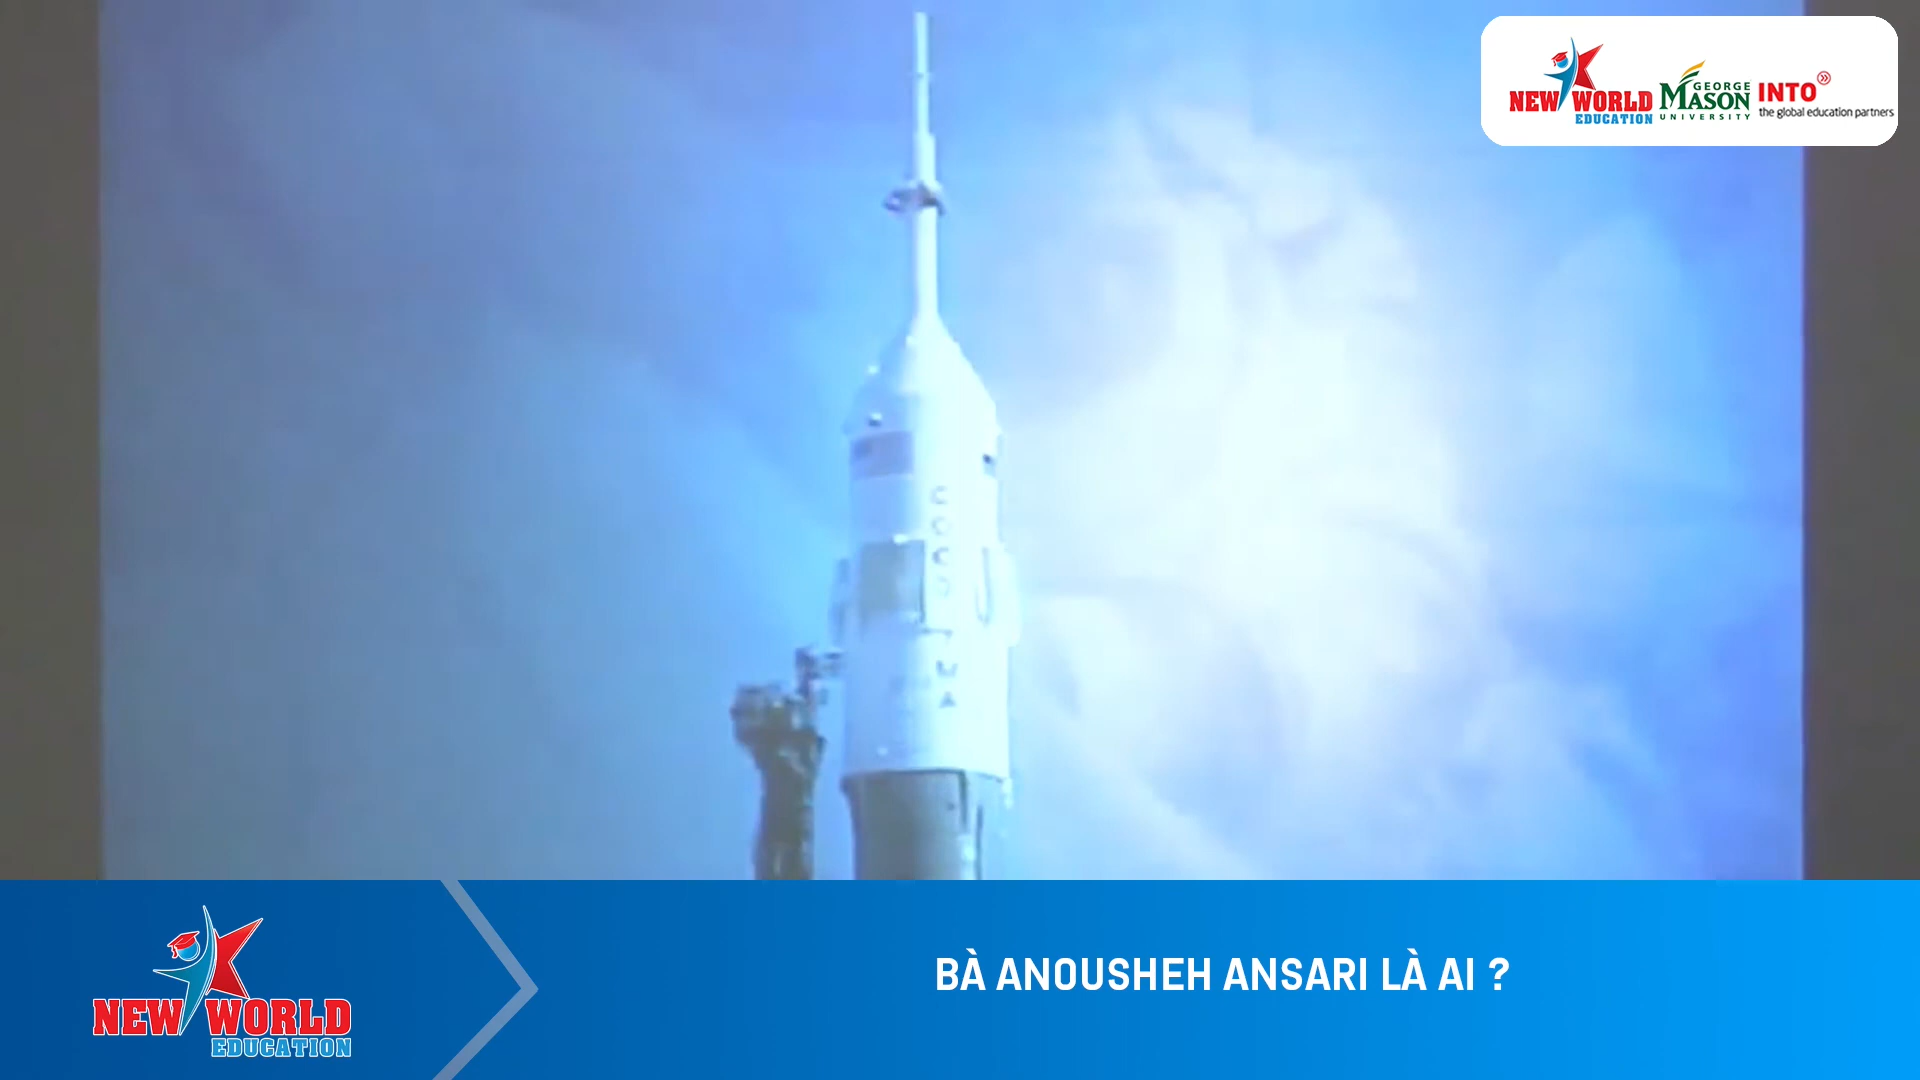 NEW WORLD
EDUCATION
GEORGE
MASON
UNIVERSITY
INTO
the global education partners
NEW WORLD
EDUCATION
BÀ ANOUSHEH ANSARI LÀ AI ?